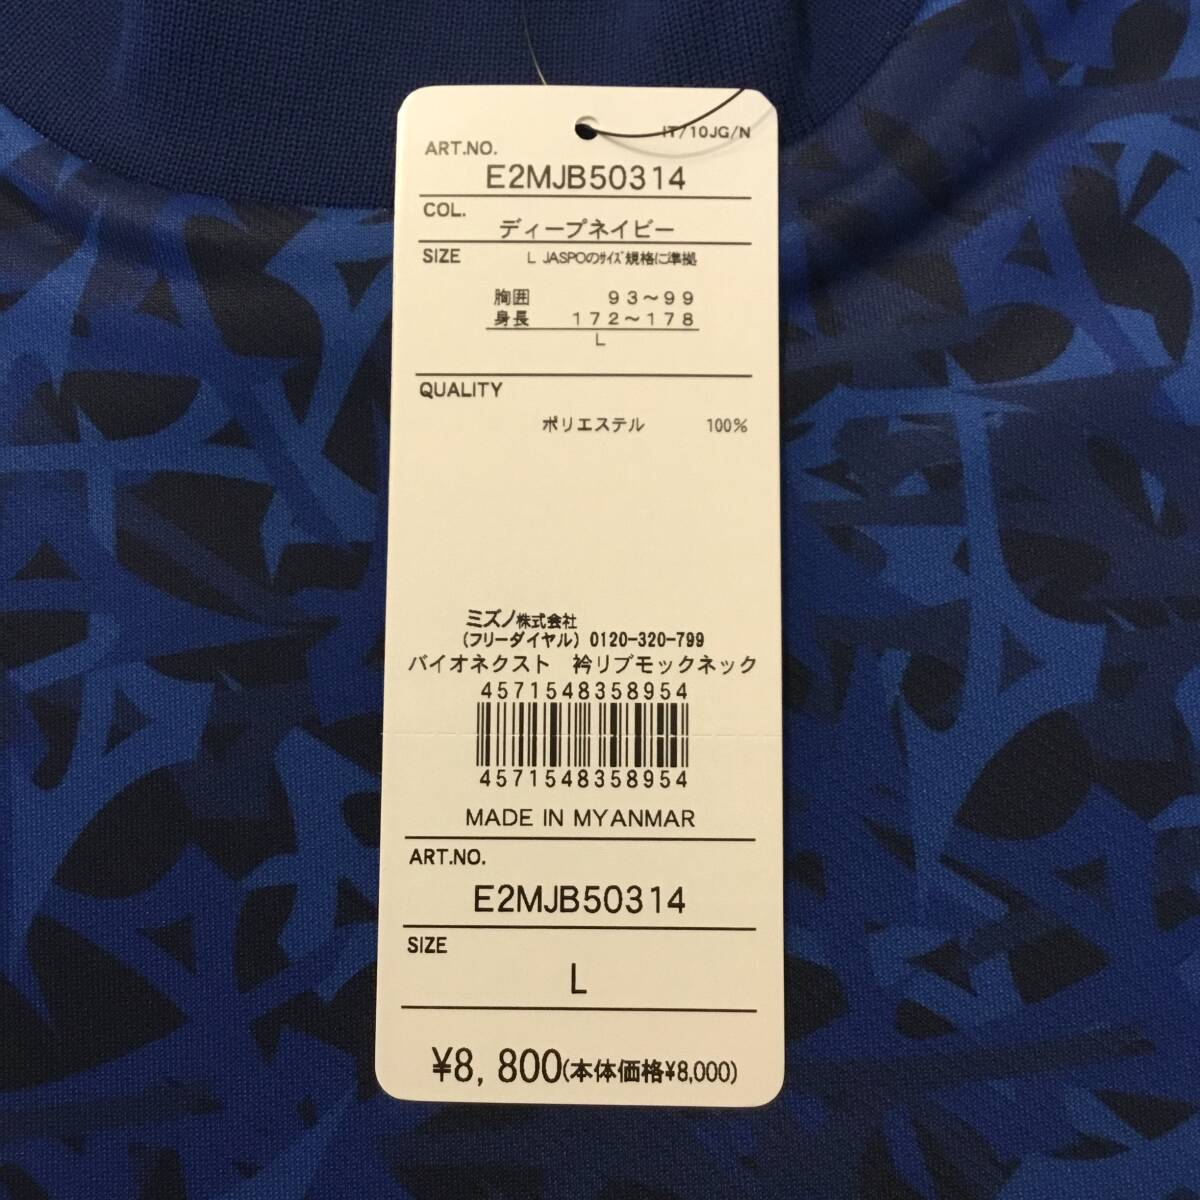 IT/10JG/N
ART.NO.
E2MJB50314
COL.
ディープネイビー
SIZE L JASPOのサイズ規格に準拠
胸囲 93～99
身長 172～178
L
QUALITY
ポリエステル 100%
ミズノ株式会社
(フリーダイヤル) 0120-320-799
バイオネクスト 衿リブモックネック
4571548358954
4571548358954
MADE IN MYANMAR
ART.NO.
E2MJB50314
SIZE
L
¥8,800(本体価格¥8,000)